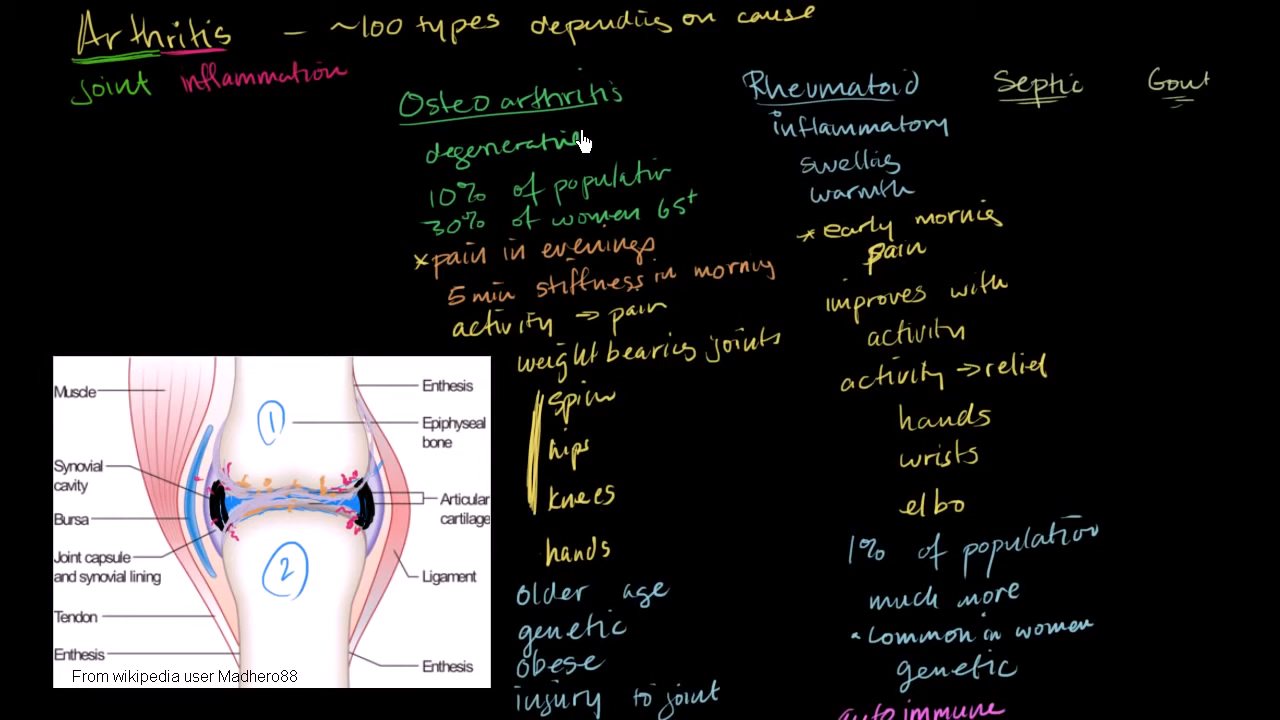 Arthritis - ~100 types depending on cause
joint inflammation
Osteoarthritis
degenerative
10% of population
30% of women 65+
*pain in evenings
5 min stiffness in morning
activity → pain
weight bearing joints
spine
hips
knees
hands
older age
genetic
obese
injury to joint
Rheumatoid
inflammatory
swelling
warmth
* early morning
pain
improves with
activity
activity → relief
hands
wrists
elbo
1% of population
much more
common in women
genetic
autoimmune
Septic
Gout
Muscle
Synovial
cavity
Bursa
Joint capsule
and synovial lining
Tendon
Enthesis
Enthesis
Epiphyseal
bone
Articular
cartilage
Ligament
Enthesis
1
2
From wikipedia user Madhero88